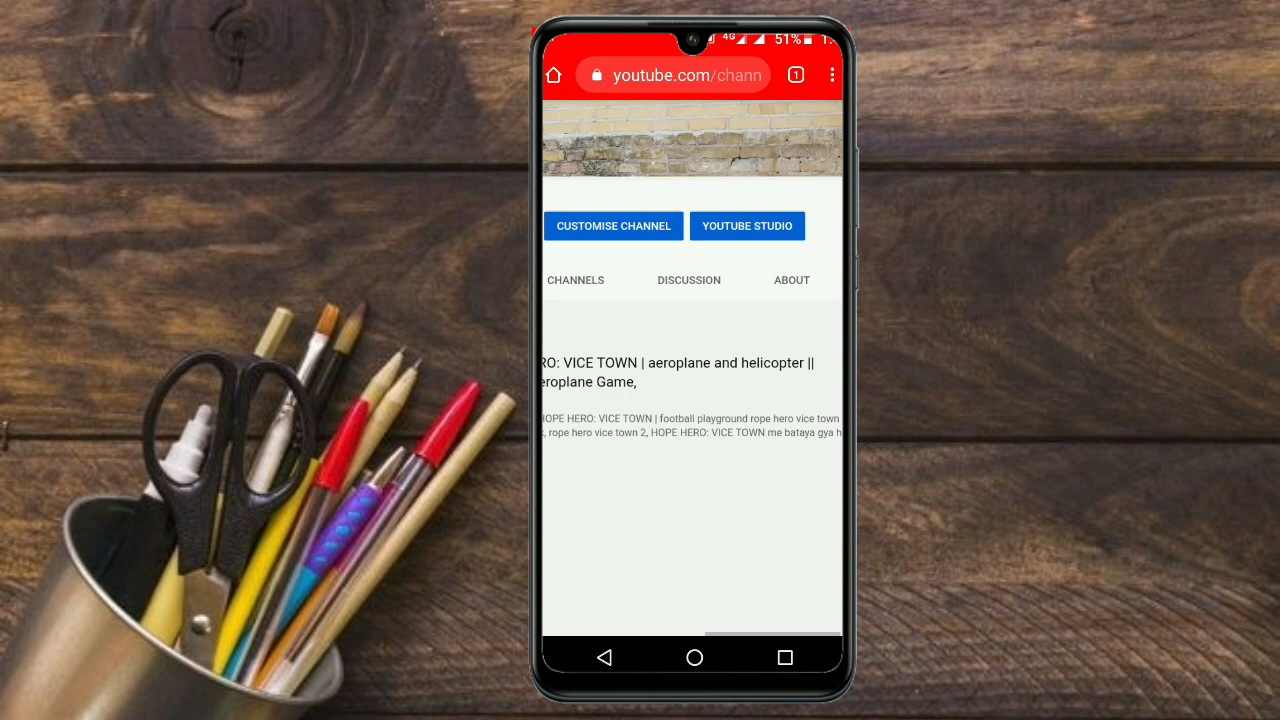 4G 51% 1
youtube.com/chann 1
CUSTOMISE CHANNEL YOUTUBE STUDIO
CHANNELS DISCUSSION ABOUT
RO: VICE TOWN | aeroplane and helicopter ||
eroplane Game,
HOPE HERO: VICE TOWN | football playground rope hero vice town
, rope hero vice town 2, HOPE HERO: VICE TOWN me bataya gya h